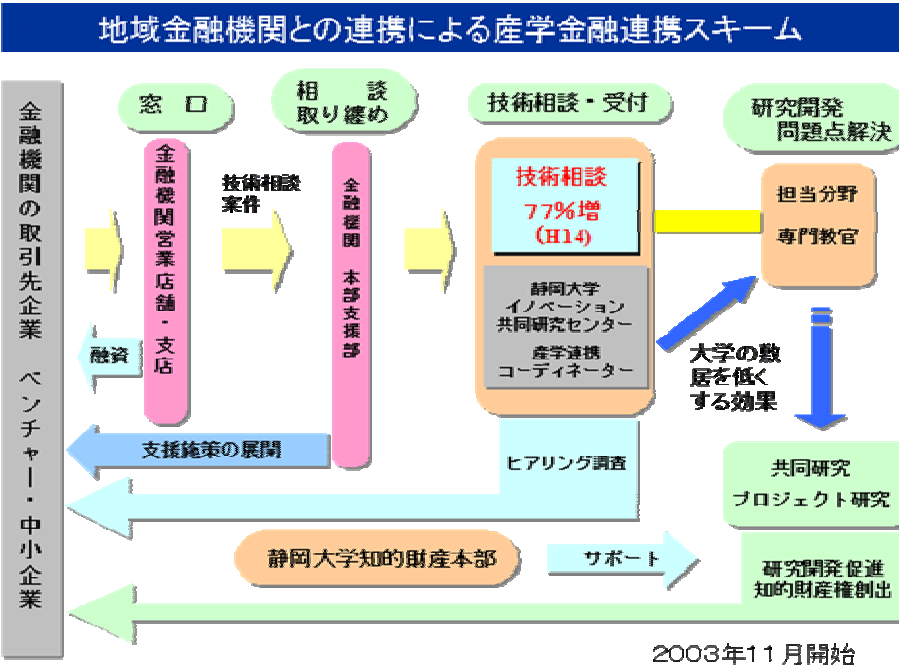 地域金融機関との連携による産学金融連携スキーム
窓　口
相　　談
取り纏め
技術相談・受付
研究開発
問題点解決
金融機関の取引先企業　ベンチャー・中小企業
金融機関営業店舗・支店
技術相談
案件
金融機関　本部支援部
技術相談
77%増
(H14)
静岡大学
イノベーション
共同研究センター
産学連携
コーディネーター
担当分野
専門教官
融資
大学の敷
居を低く
する効果
支援施策の展開
ヒアリング調査
共同研究
プロジェクト研究
静岡大学知的財産本部
サポート
研究開発促進
知的財産権創出
2003年11月開始